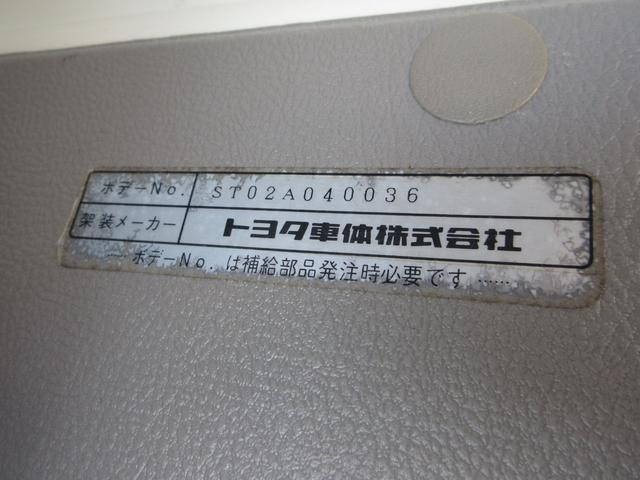 ボデーNo. ST02A040036
架装メーカー トヨタ車体株式会社
…ボデーNo.は補給部品発注時必要です……